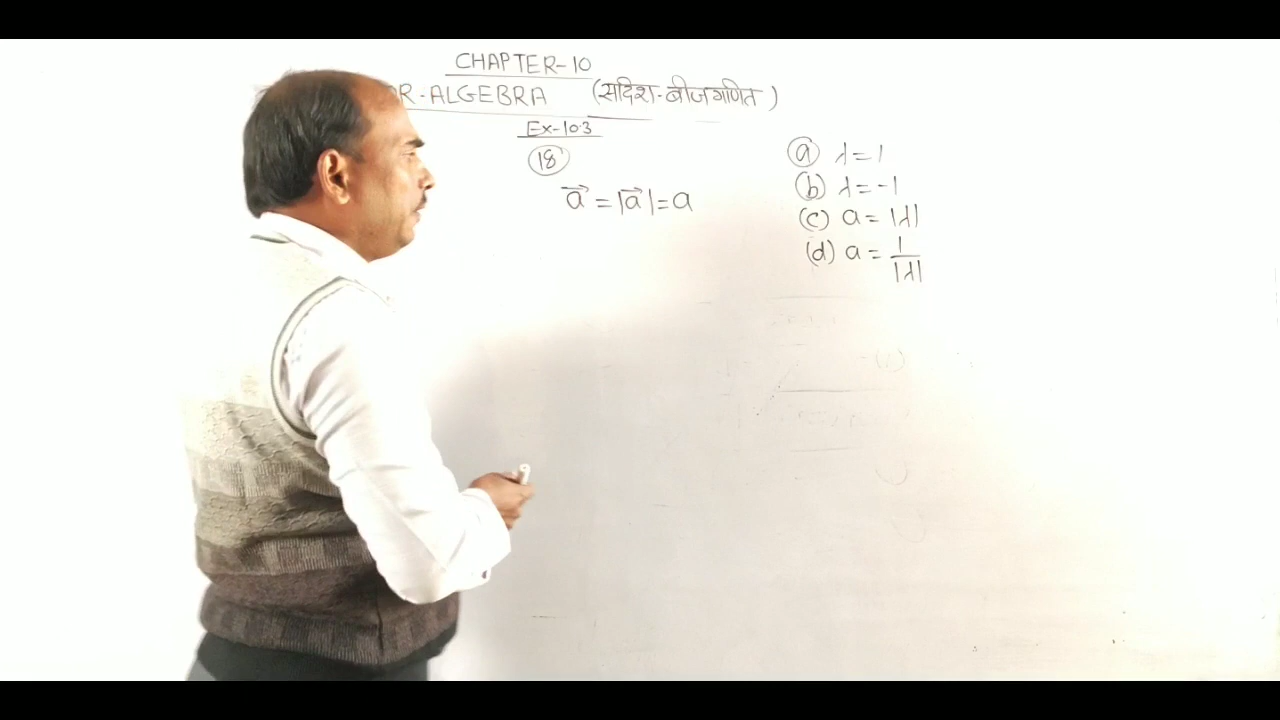 CHAPTER-10
R-ALGEBRA (सदिश-बीजगणित)
Ex-10.3
18
a⃗ = |a⃗| = a
(a) λ = 1
(b) λ = -1
(c) a = |λ|
(d) a = 1/|λ|